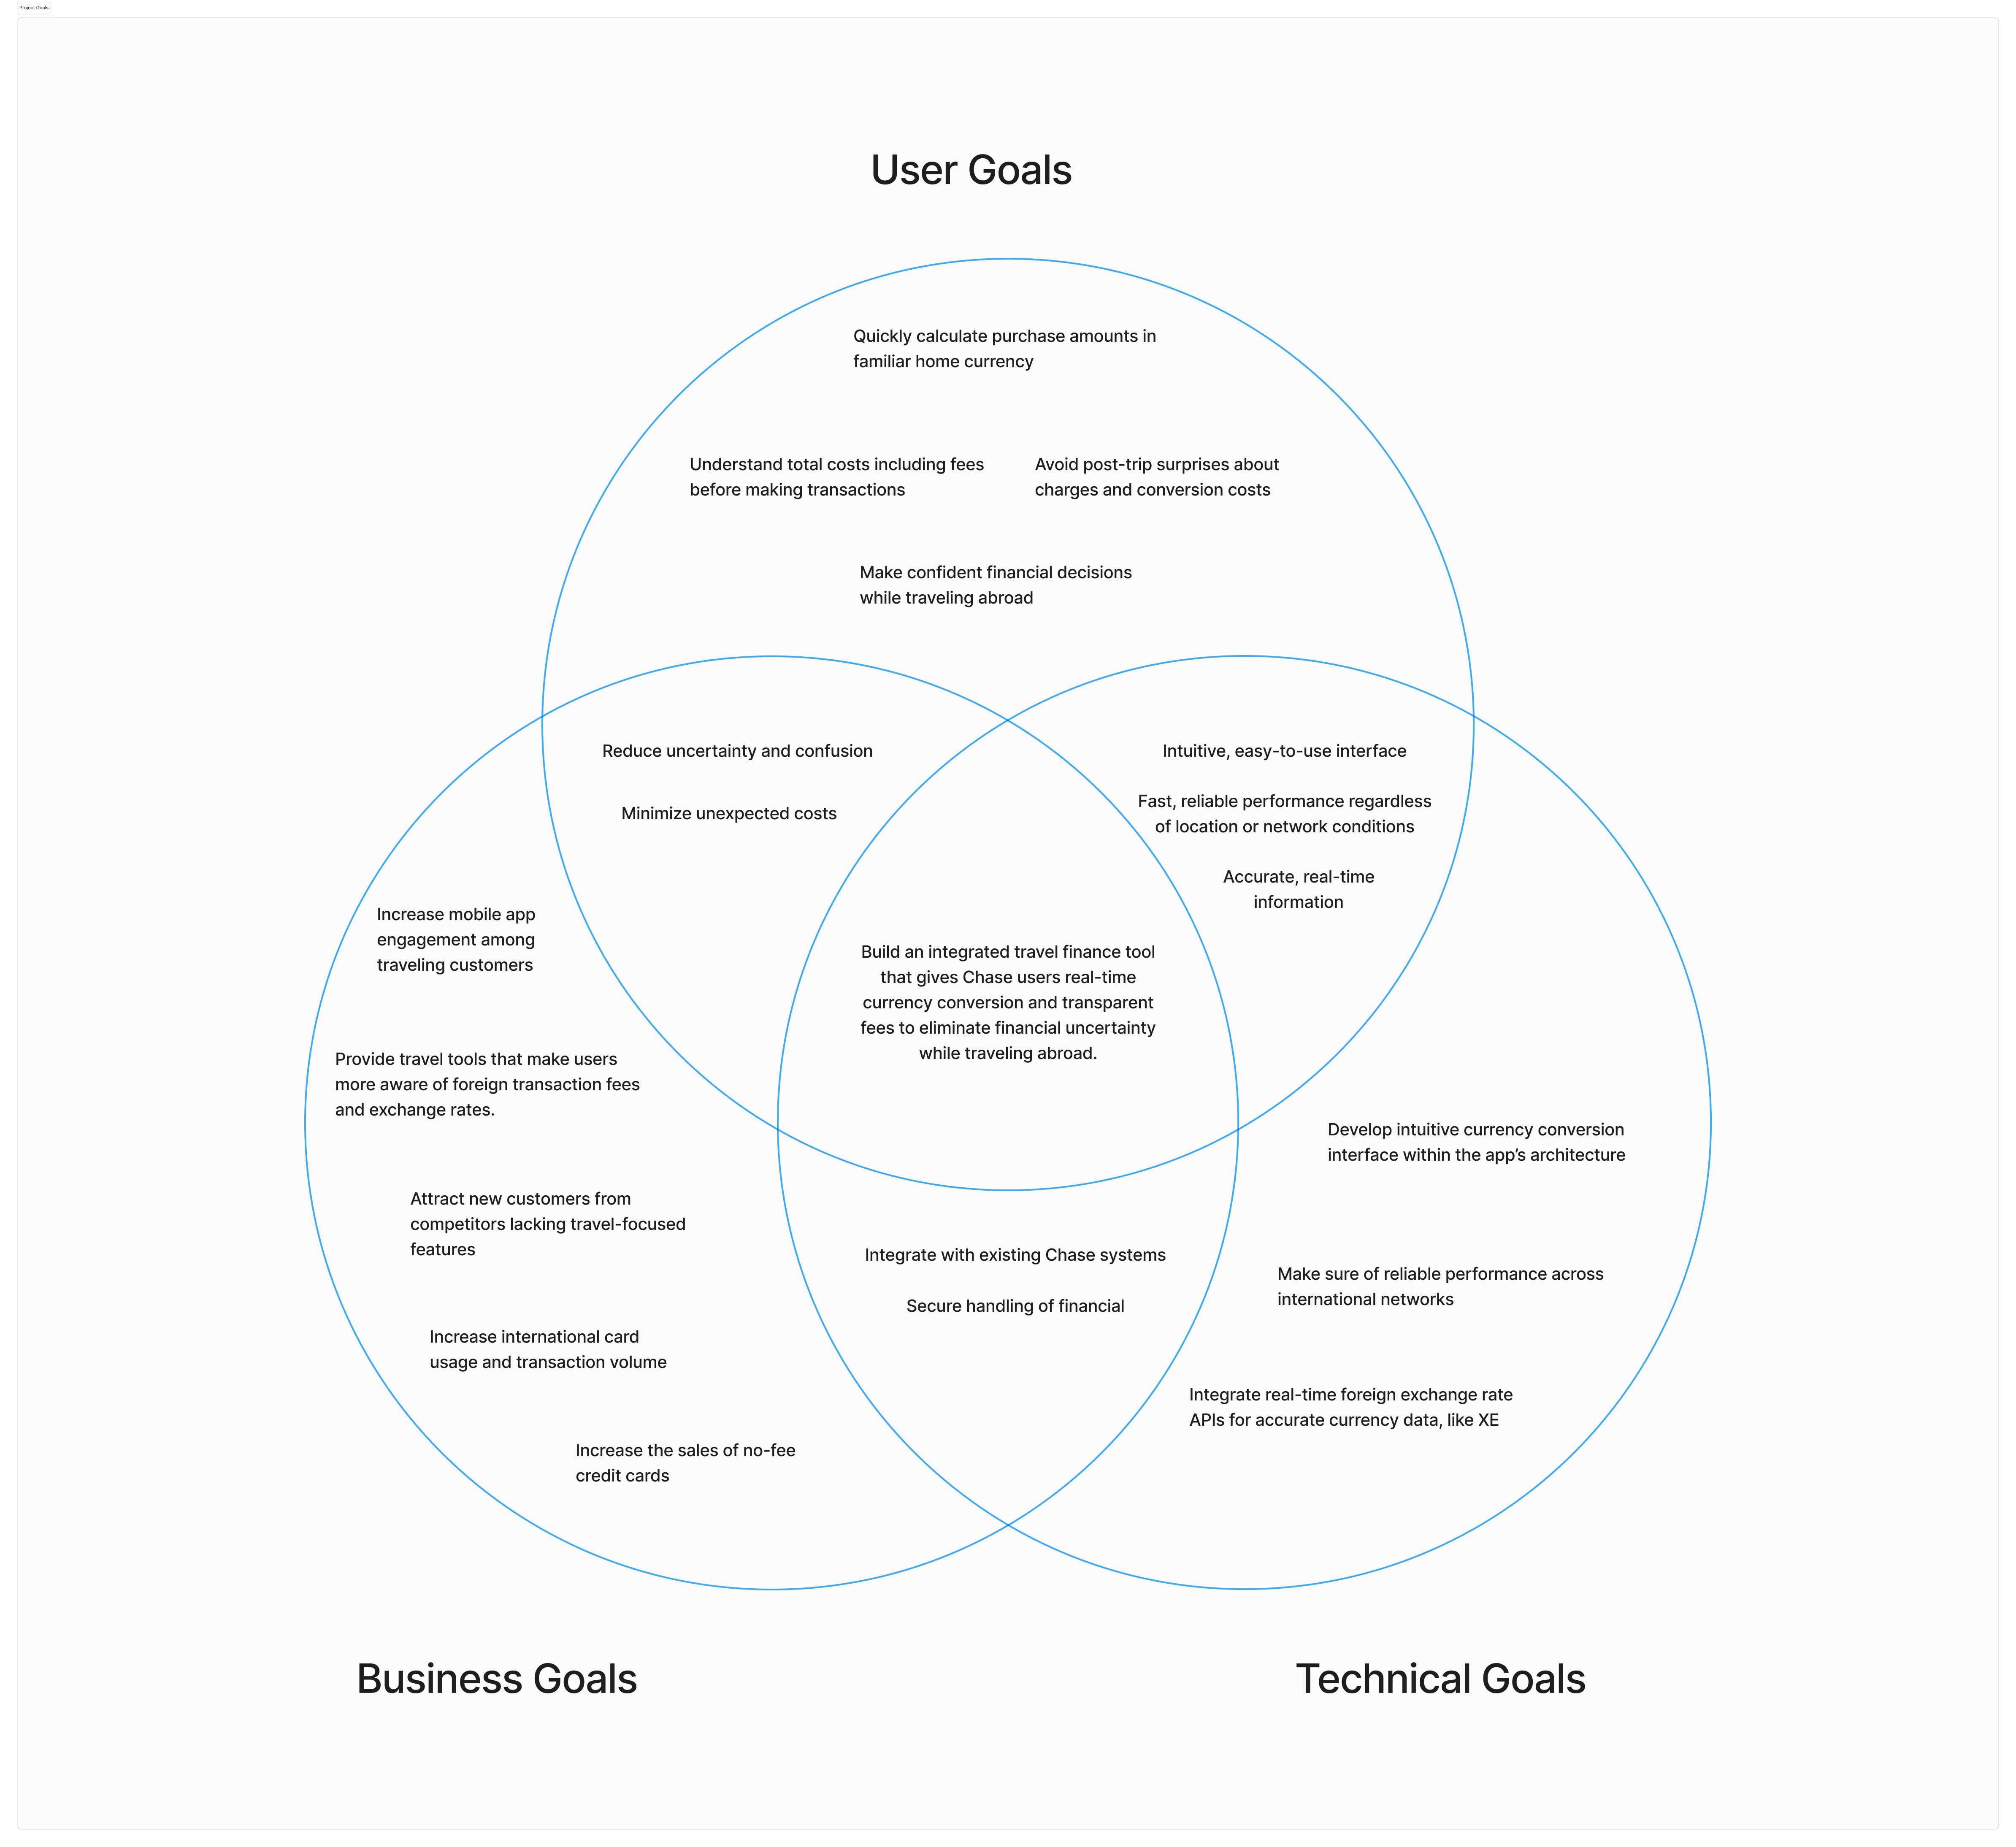 Project Goals
User Goals
Quickly calculate purchase amounts in
familiar home currency
Understand total costs including fees
before making transactions
Avoid post-trip surprises about
charges and conversion costs
Make confident financial decisions
while traveling abroad
Reduce uncertainty and confusion
Minimize unexpected costs
Intuitive, easy-to-use interface
Fast, reliable performance regardless
of location or network conditions
Accurate, real-time
information
Increase mobile app
engagement among
traveling customers
Build an integrated travel finance tool
that gives Chase users real-time
currency conversion and transparent
fees to eliminate financial uncertainty
while traveling abroad.
Provide travel tools that make users
more aware of foreign transaction fees
and exchange rates.
Develop intuitive currency conversion
interface within the app’s architecture
Attract new customers from
competitors lacking travel-focused
features
Integrate with existing Chase systems
Secure handling of financial
Make sure of reliable performance across
international networks
Increase international card
usage and transaction volume
Integrate real-time foreign exchange rate
APIs for accurate currency data, like XE
Increase the sales of no-fee
credit cards
Business Goals
Technical Goals